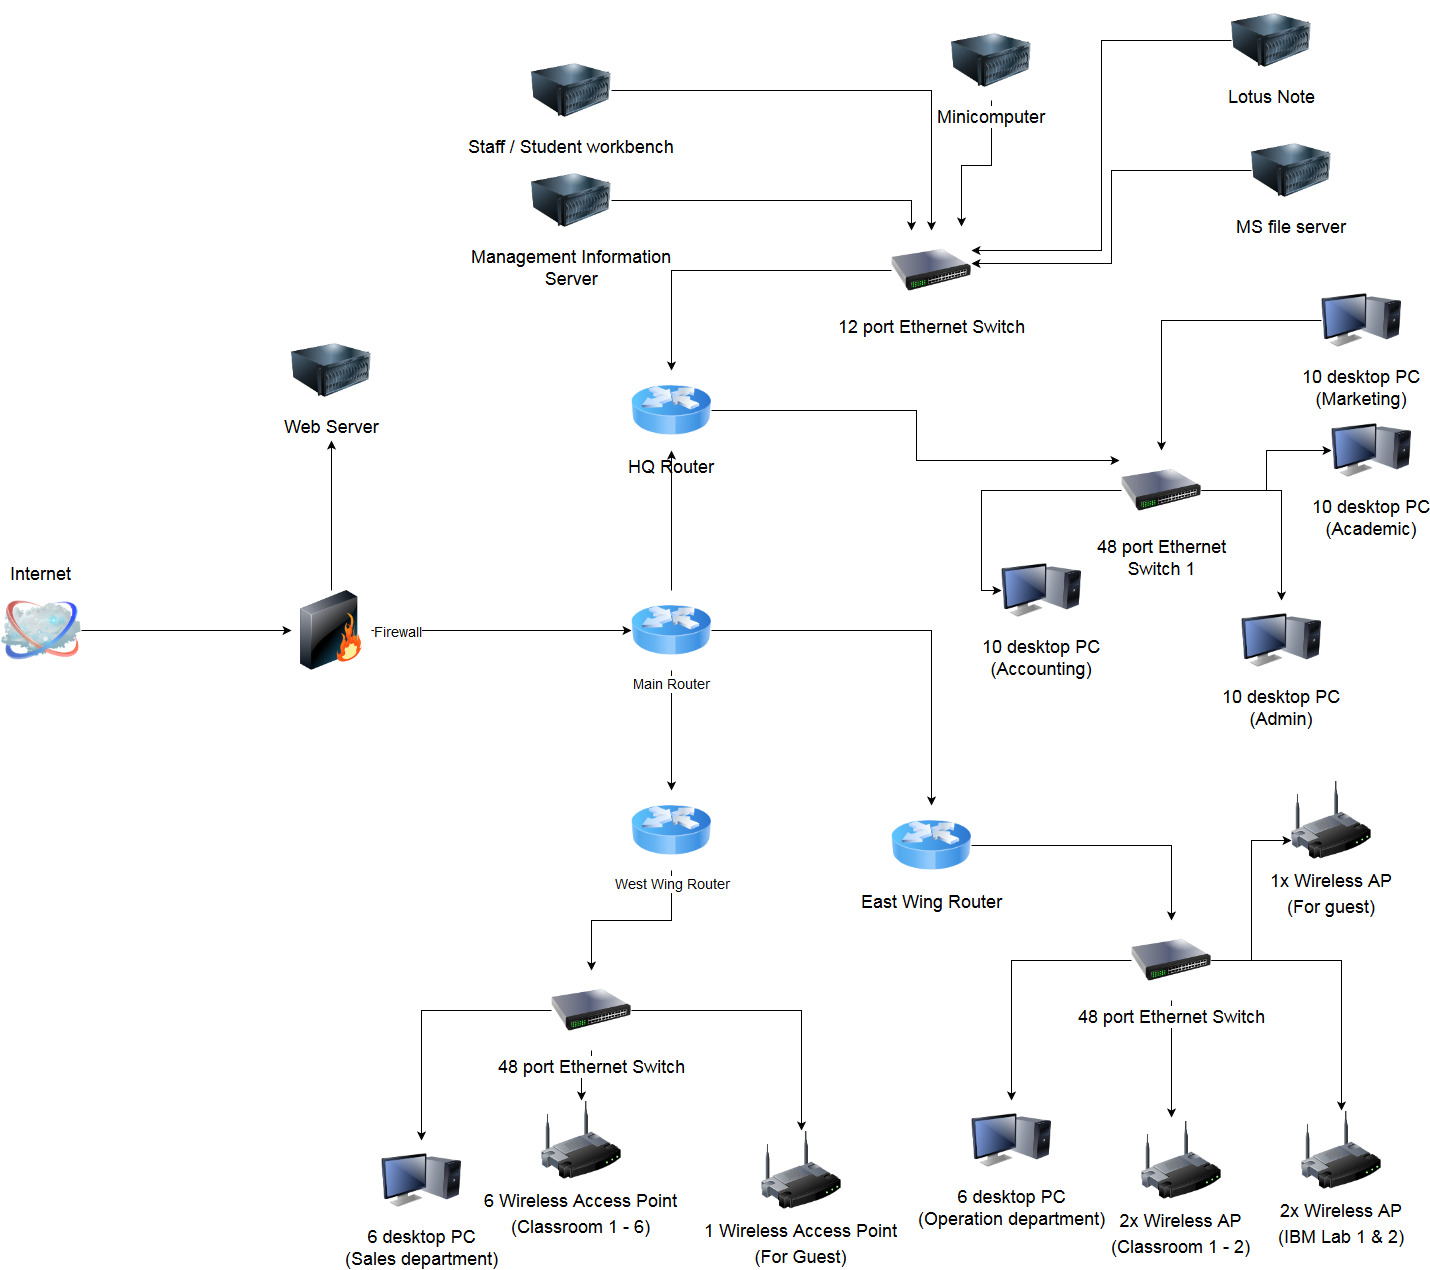 Lotus Note
Minicomputer
Staff / Student workbench
MS file server
Management Information
Server
12 port Ethernet Switch
10 desktop PC
(Marketing)
Web Server
HQ Router
10 desktop PC
(Academic)
48 port Ethernet
Switch 1
Internet
Firewall
10 desktop PC
(Accounting)
Main Router
10 desktop PC
(Admin)
West Wing Router
1x Wireless AP
(For guest)
East Wing Router
48 port Ethernet Switch
48 port Ethernet Switch
6 Wireless Access Point
(Classroom 1 - 6)
6 desktop PC
(Operation department)
2x Wireless AP
(Classroom 1 - 2)
2x Wireless AP
(IBM Lab 1 & 2)
6 desktop PC
(Sales department)
1 Wireless Access Point
(For Guest)